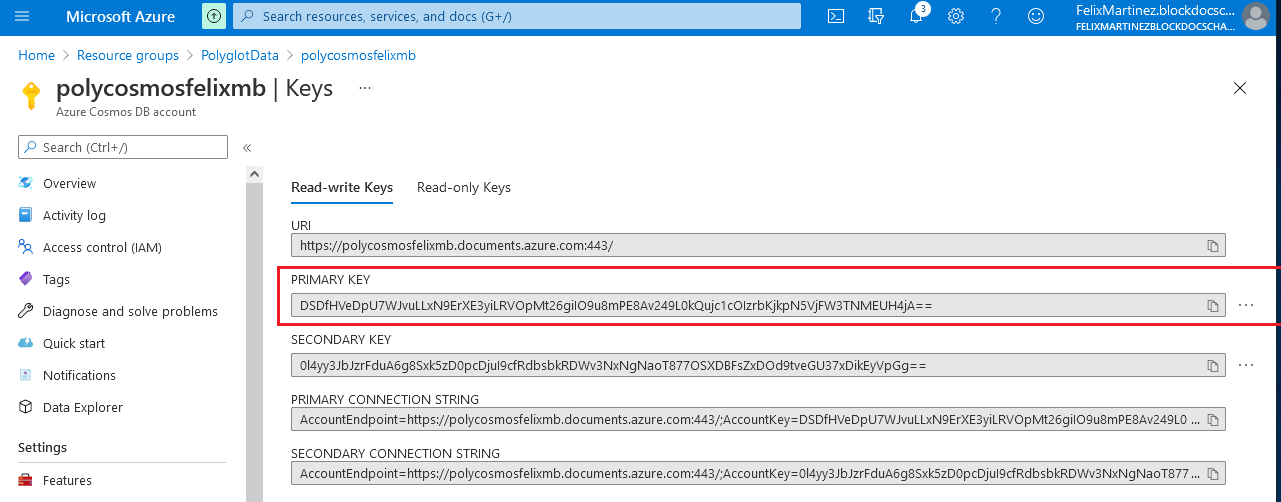 Microsoft Azure
Search resources, services, and docs (G+/)
3
FelixMartinez.blockdocsc...
FELIXMARTINEZBLOCKDOCSCHA...
Home > Resource groups > PolyglotData > polycosmosfelixmb
polycosmosfelixmb | Keys ...
Azure Cosmos DB account
Search (Ctrl+/)
«
Overview
Activity log
Access control (IAM)
Tags
Diagnose and solve problems
Quick start
Notifications
Data Explorer
Settings
Features
Read-write Keys Read-only Keys
URI
https://polycosmosfelixmb.documents.azure.com:443/
PRIMARY KEY
SECONDARY KEY
PRIMARY CONNECTION STRING
AccountEndpoint=https://polycosmosfelixmb.documents.azure.com:443/;AccountKey=
SECONDARY CONNECTION STRING
AccountEndpoint=https://polycosmosfelixmb.documents.azure.com:443/;AccountKey=